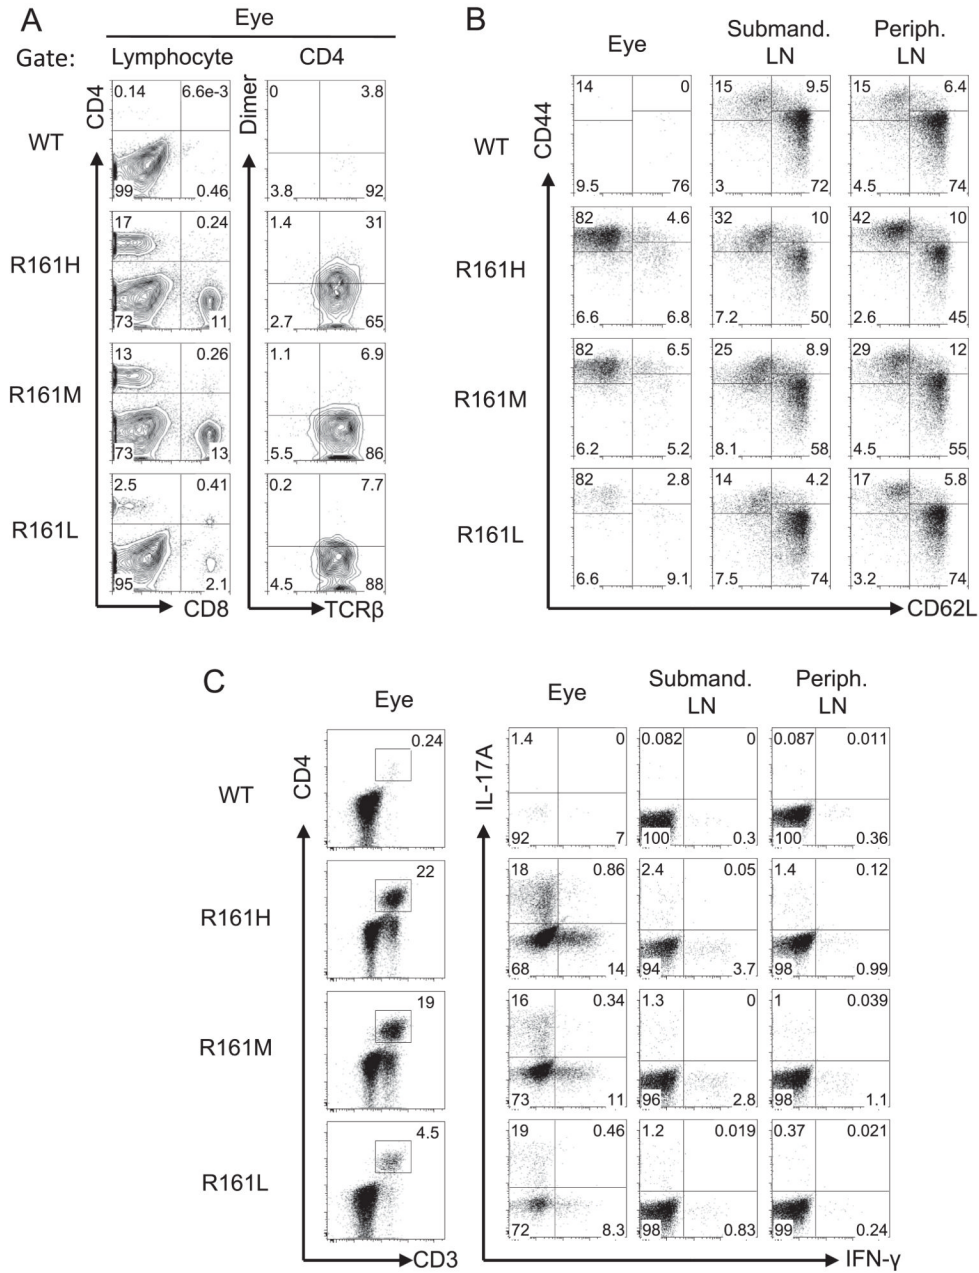 A
Eye
Gate: Lymphocyte CD4
CD4 Dimer
WT
0.14 6.6e-3 0 3.8
99 0.46 3.8 92
R161H
17 0.24 1.4 31
73 11 2.7 65
R161M
13 0.26 1.1 6.9
73 13 5.5 86
R161L
2.5 0.41 0.2 7.7
95 2.1 4.5 88
CD8 TCRβ
B
Eye Submand. LN Periph. LN
CD44
WT
14 0 15 9.5 15 6.4
9.5 76 3 72 4.5 74
R161H
82 4.6 32 10 42 10
6.6 6.8 7.2 50 2.6 45
R161M
82 6.5 25 8.9 29 12
6.2 5.2 8.1 58 4.5 55
R161L
82 2.8 14 4.2 17 5.8
6.6 9.1 7.5 74 3.2 74
CD62L
C
Eye Eye Submand. LN Periph. LN
CD4 IL-17A
WT
0.24 1.4 0 0.082 0 0.087 0.011
92 7 100 0.3 100 0.36
R161H
22 18 0.86 2.4 0.05 1.4 0.12
68 14 94 3.7 98 0.99
R161M
19 16 0.34 1.3 0 1 0.039
73 11 96 2.8 98 1.1
R161L
4.5 19 0.46 1.2 0.019 0.37 0.021
72 8.3 98 0.83 99 0.24
CD3 IFN-γ